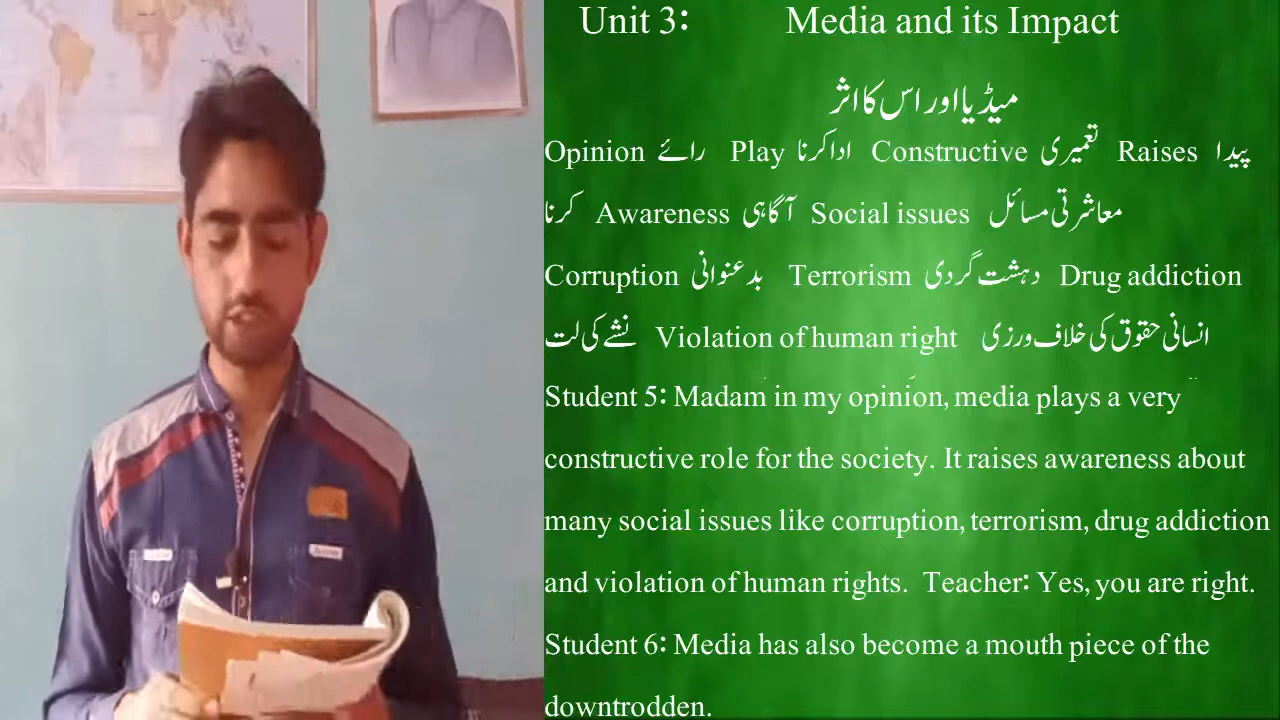 Unit 3: Media and its Impact
میڈیا اور اس کا اثر
Opinion رائے Play ادا کرنا Constructive تعمیری Raises پیدا
کرنا Awareness آگاہی Social issues معاشرتی مسائل
Corruption بدعنوانی Terrorism دہشت گردی Drug addiction
نشے کی لت Violation of human right انسانی حقوق کی خلاف ورزی
Student 5: Madam in my opinion, media plays a very
constructive role for the society. It raises awareness about
many social issues like corruption, terrorism, drug addiction
and violation of human rights. Teacher: Yes, you are right.
Student 6: Media has also become a mouth piece of the
downtrodden.